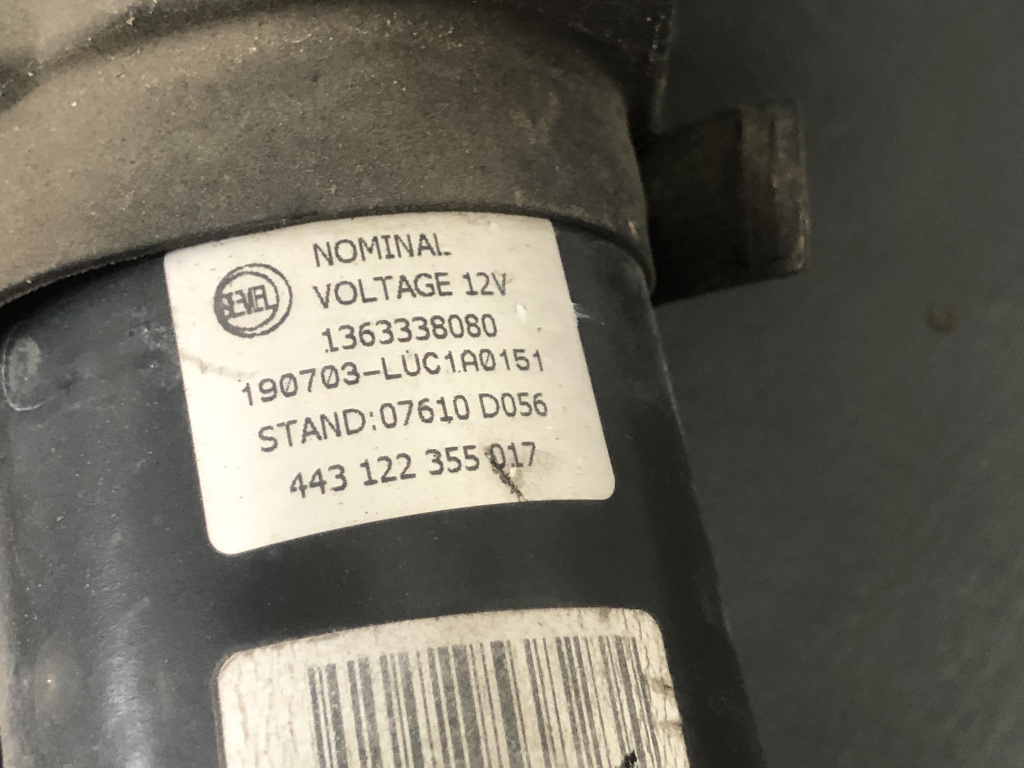 NOMINAL
SEVEL
VOLTAGE 12V
1363338080
190703-LUC1A0151
STAND:07610 D056
443 122 355 017